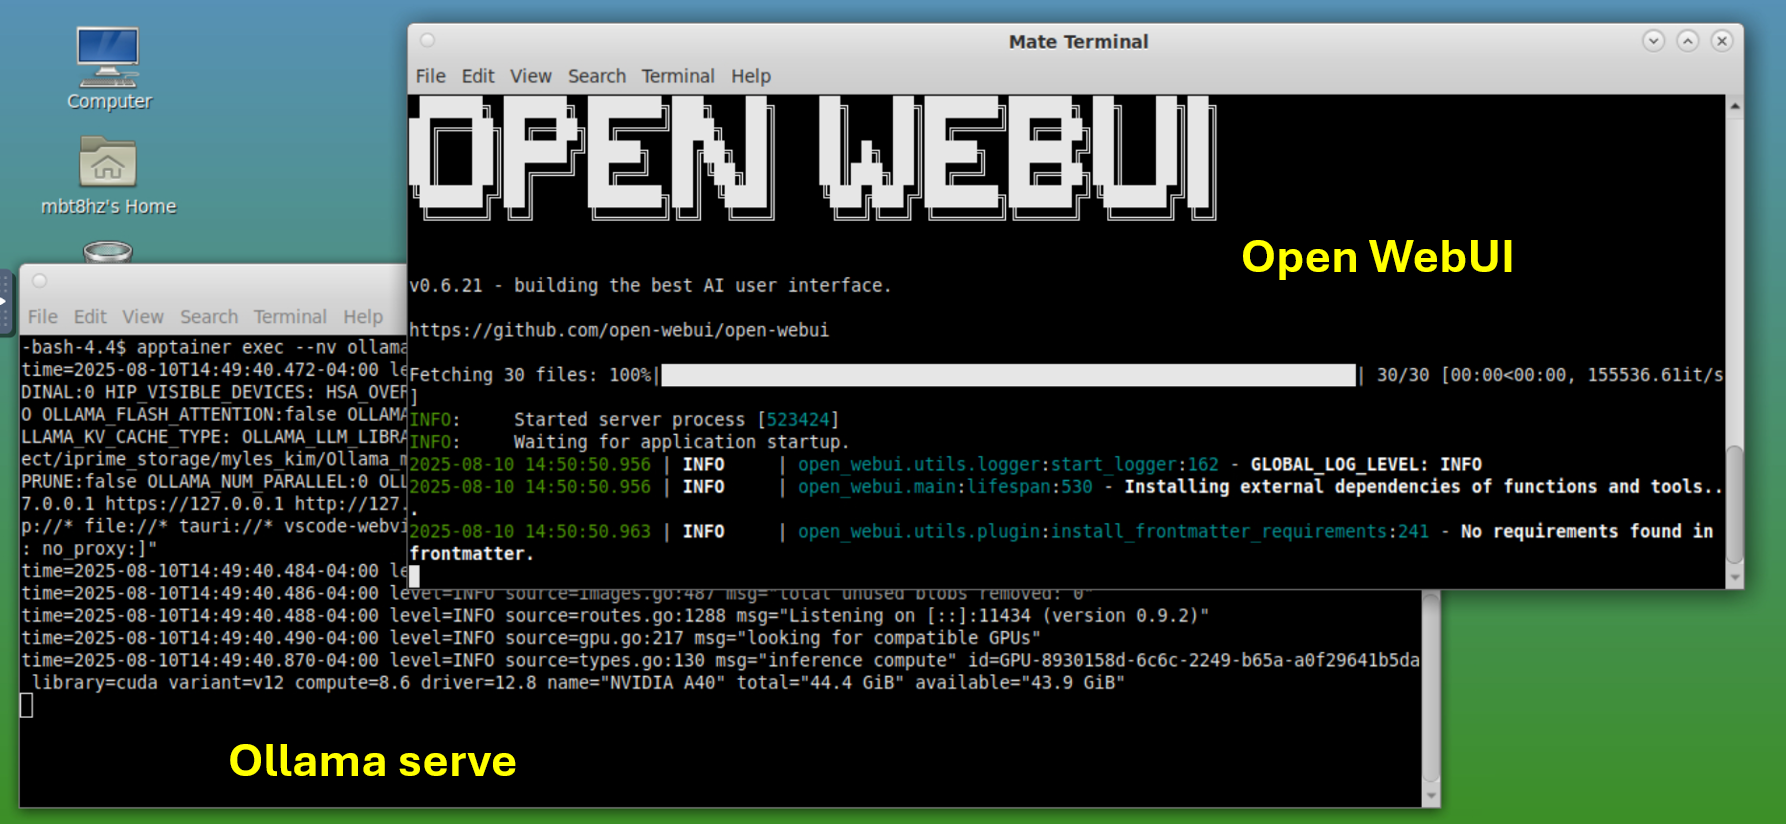 Computer
mbt8hz's Home
Mate Terminal
File Edit View Search Terminal Help
OPEN WEBUI
v0.6.21 - building the best AI user interface.
https://github.com/open-webui/open-webui
Fetching 30 files: 100%| | 30/30 [00:00<00:00, 155536.61it/s
]
INFO: Started server process [523424]
INFO: Waiting for application startup.
2025-08-10 14:50:50.956 | INFO | open_webui.utils.logger:start_logger:162 - GLOBAL_LOG_LEVEL: INFO
2025-08-10 14:50:50.956 | INFO | open_webui.main:lifespan:530 - Installing external dependencies of functions and tools..
.
2025-08-10 14:50:50.963 | INFO | open_webui.utils.plugin:install_frontmatter_requirements:241 - No requirements found in
frontmatter.
Open WebUI
File Edit View Search Terminal Help
-bash-4.4$ apptainer exec --nv ollama
time=2025-08-10T14:49:40.472-04:00 le
DINAL:0 HIP_VISIBLE_DEVICES: HSA_OVER
O OLLAMA_FLASH_ATTENTION:false OLLAMA
LLAMA_KV_CACHE_TYPE: OLLAMA_LLM_LIBRA
ect/iprime_storage/myles_kim/Ollama_m
PRUNE:false OLLAMA_NUM_PARALLEL:0 OLL
7.0.0.1 https://127.0.0.1 http://127.
p://* file://* tauri://* vscode-webvi
: no_proxy:]"
time=2025-08-10T14:49:40.484-04:00 le
time=2025-08-10T14:49:40.486-04:00 level=INFO source=images.go:487 msg="total unused blobs removed: 0"
time=2025-08-10T14:49:40.488-04:00 level=INFO source=routes.go:1288 msg="Listening on [::]:11434 (version 0.9.2)"
time=2025-08-10T14:49:40.490-04:00 level=INFO source=gpu.go:217 msg="looking for compatible GPUs"
time=2025-08-10T14:49:40.870-04:00 level=INFO source=types.go:130 msg="inference compute" id=GPU-8930158d-6c6c-2249-b65a-a0f29641b5da
library=cuda variant=v12 compute=8.6 driver=12.8 name="NVIDIA A40" total="44.4 GiB" available="43.9 GiB"
Ollama serve